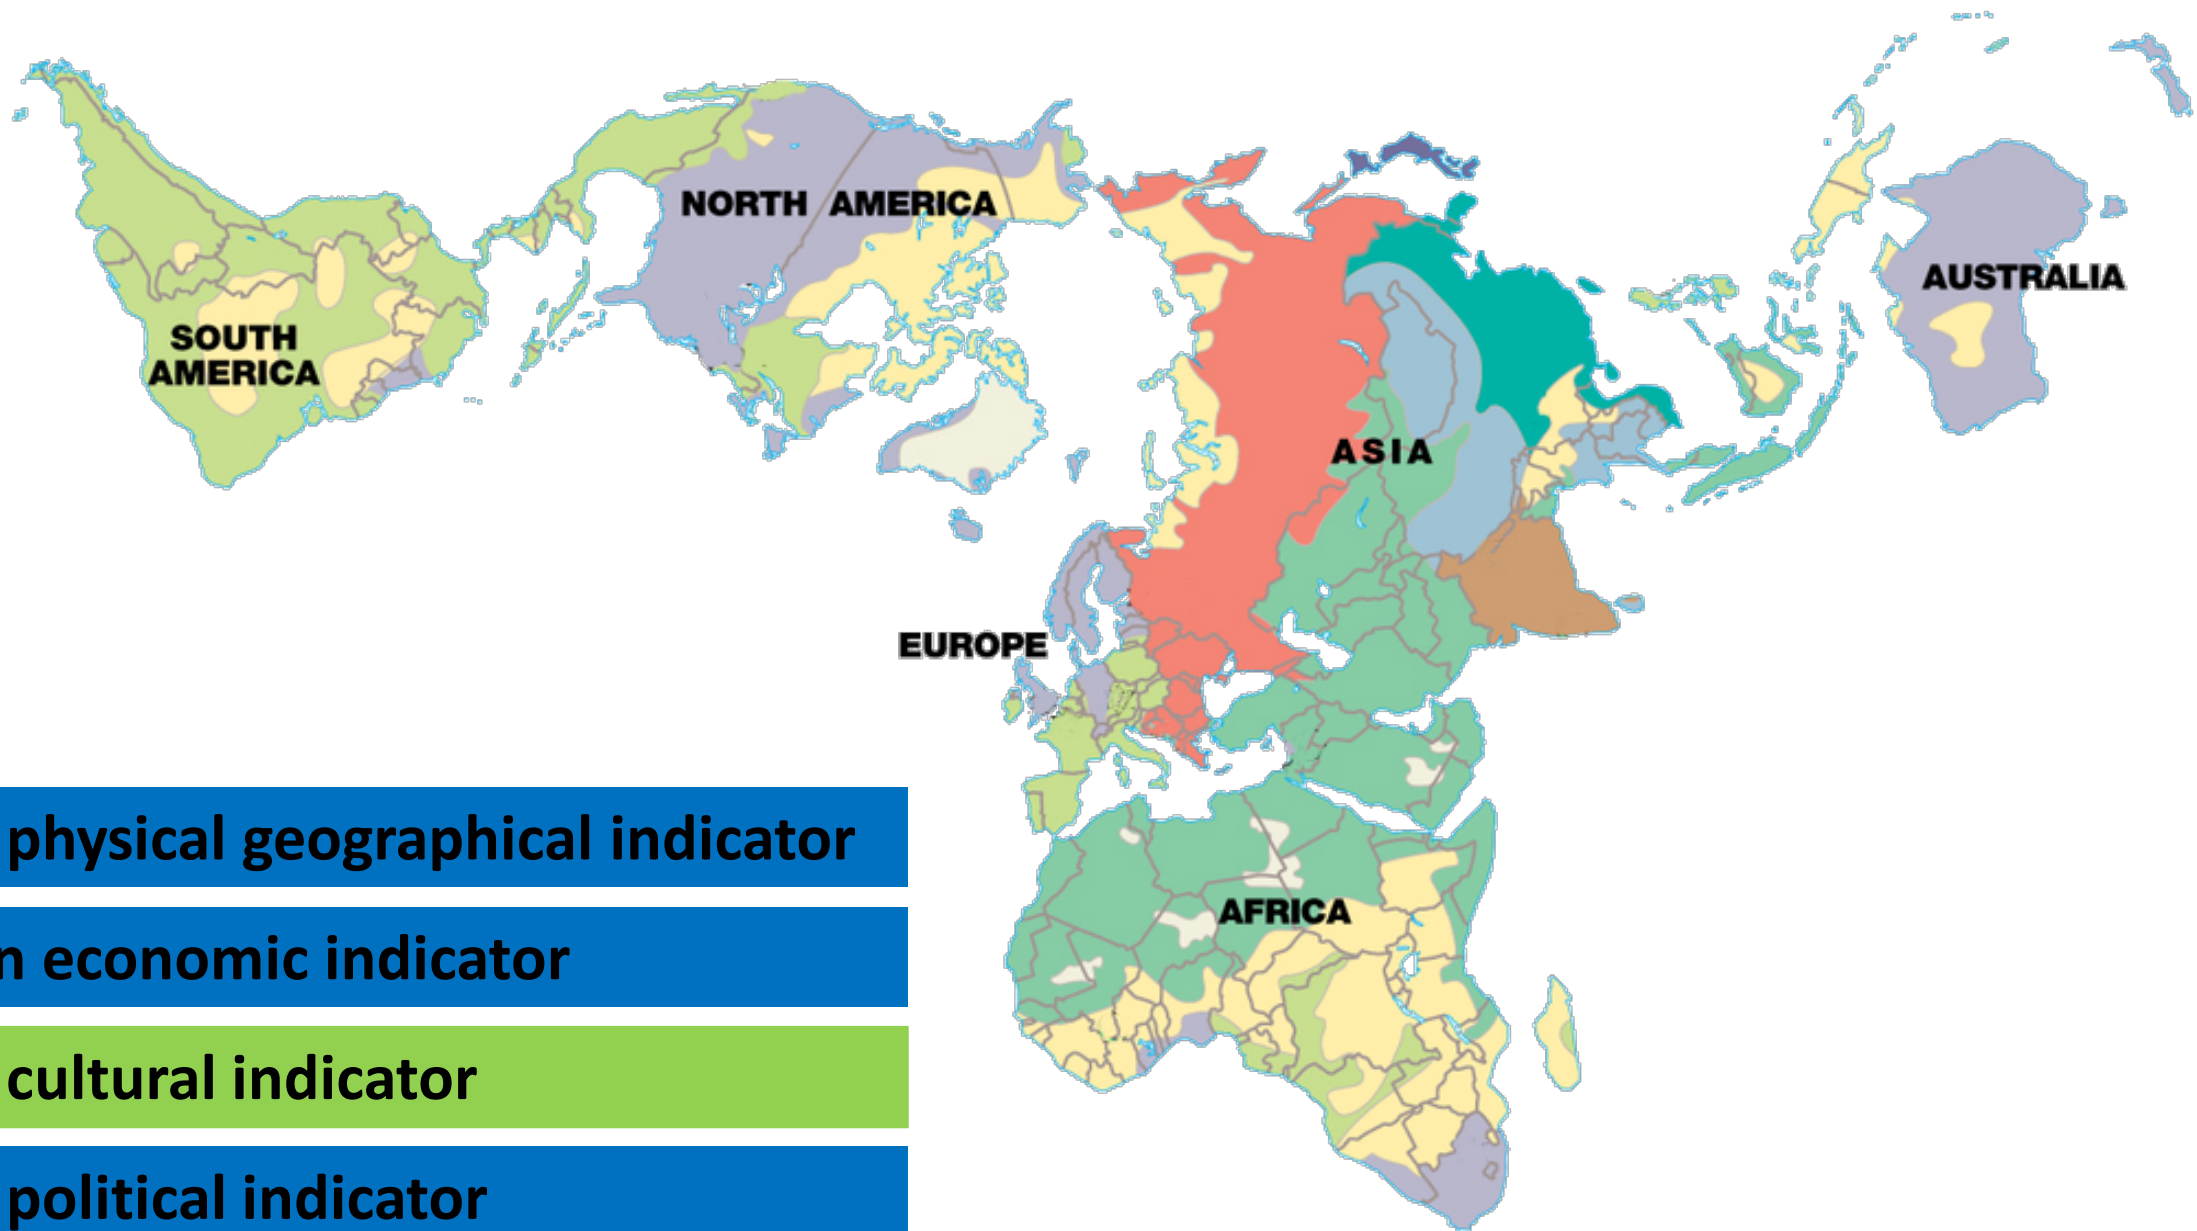 NORTH AMERICA
AUSTRALIA
SOUTH
AMERICA
ASIA
EUROPE
physical geographical indicator
AFRICA
n economic indicator
cultural indicator
political indicator